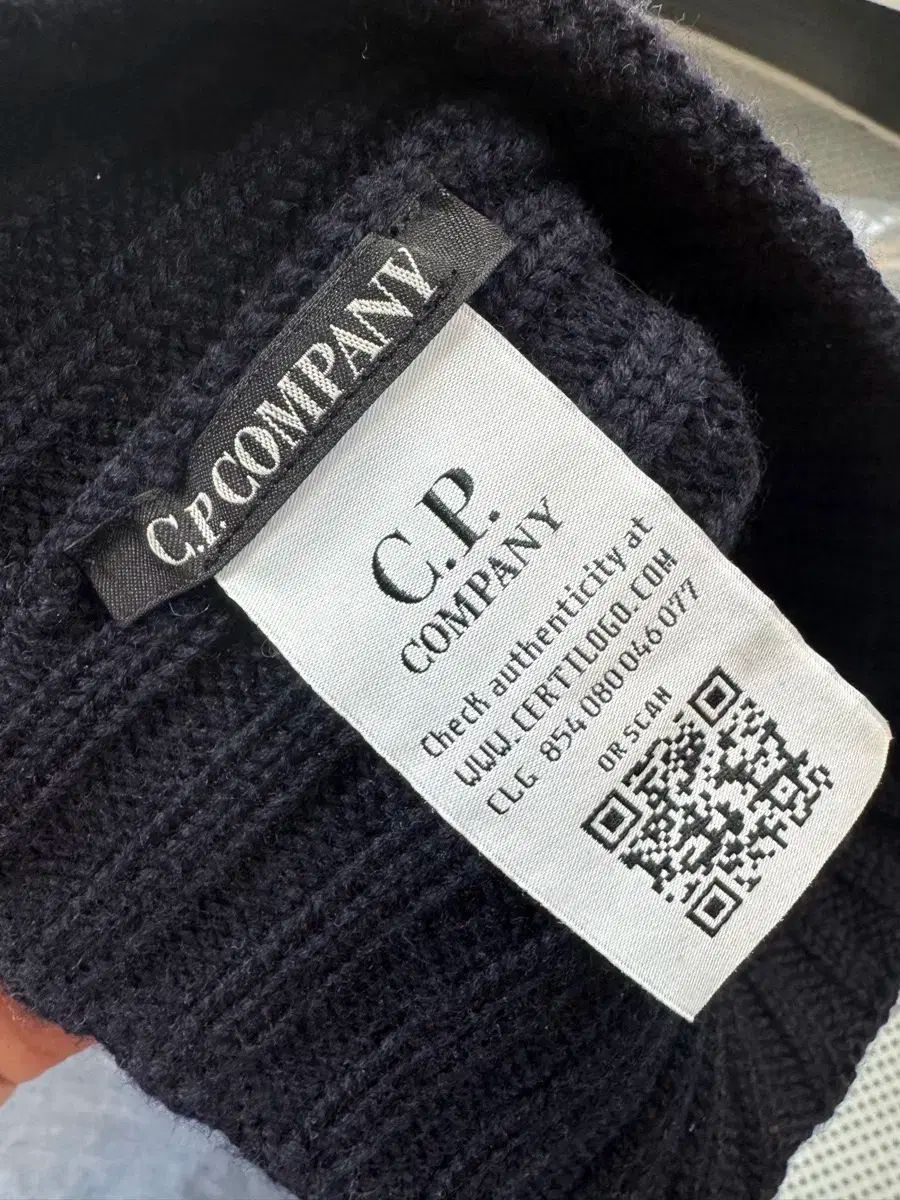 C.P. COMPANY
C.P.
COMPANY
Check authenticity at
WWW.CERTILOGO.COM
CLG 854 080 046 077
OR SCAN